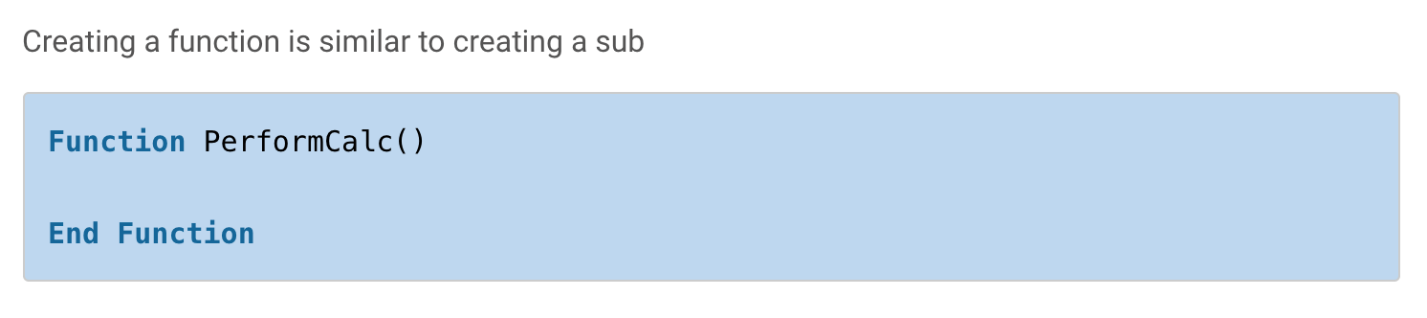 Creating a function is similar to creating a sub
Function PerformCalc()
End Function